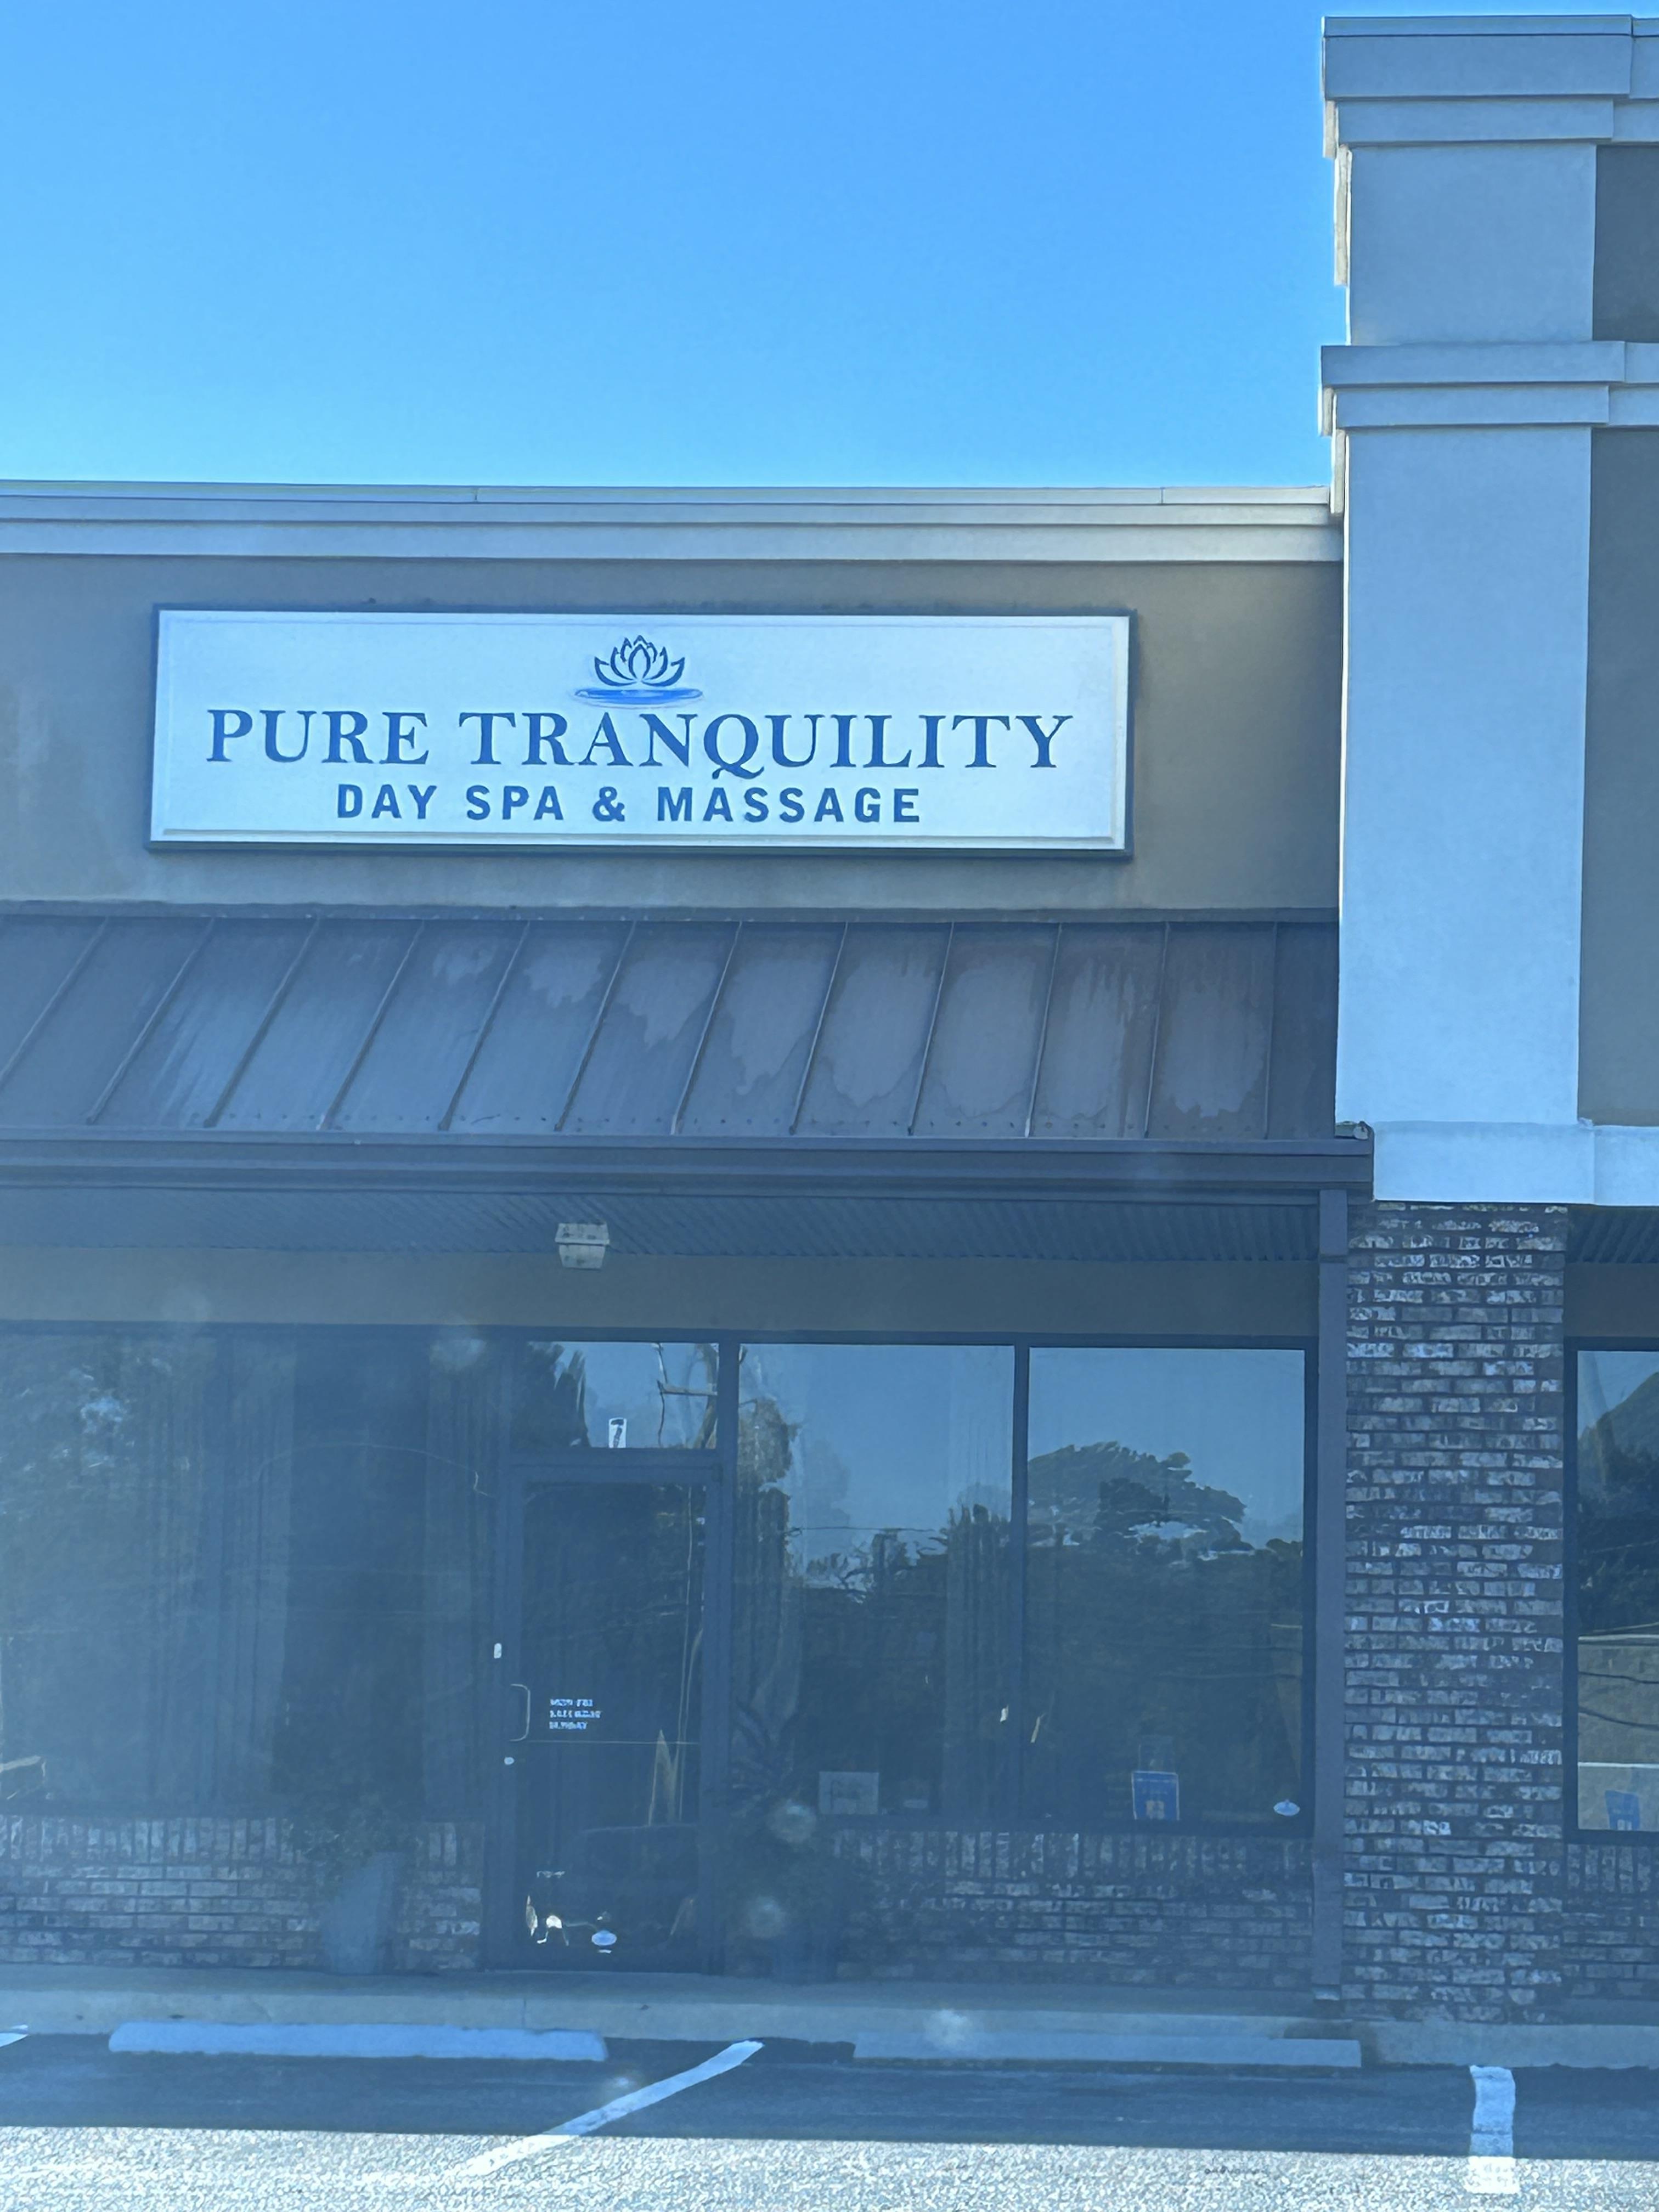 PURE TRANQUILITY
DAY SPA & MASSAGE